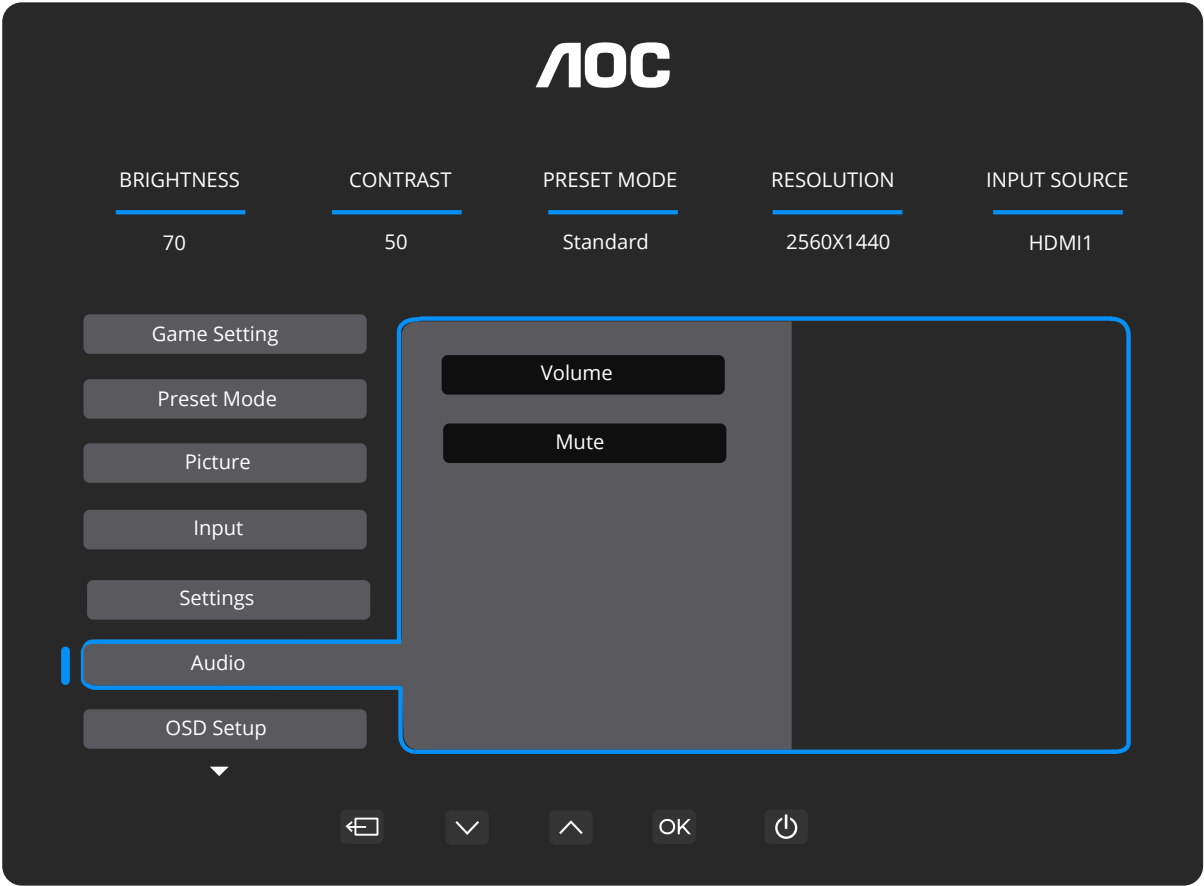 AOC
BRIGHTNESS CONTRAST PRESET MODE RESOLUTION INPUT SOURCE
70 50 Standard 2560X1440 HDMI1
Game Setting
Volume
Preset Mode
Mute
Picture
Input
Settings
Audio
OSD Setup
OK